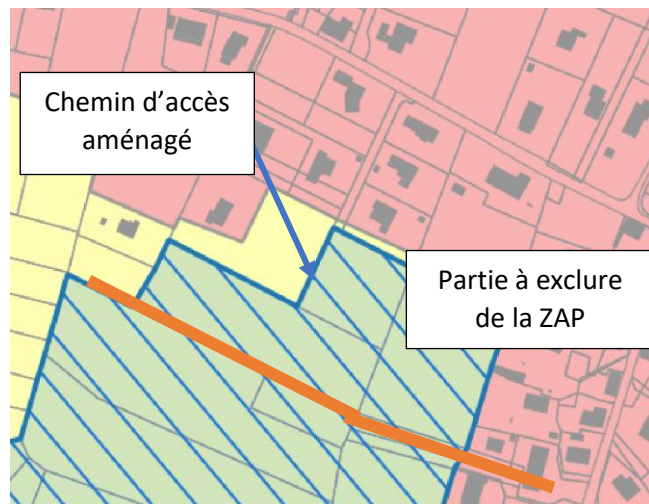 Chemin d’accès
aménagé
Partie à exclure
de la ZAP